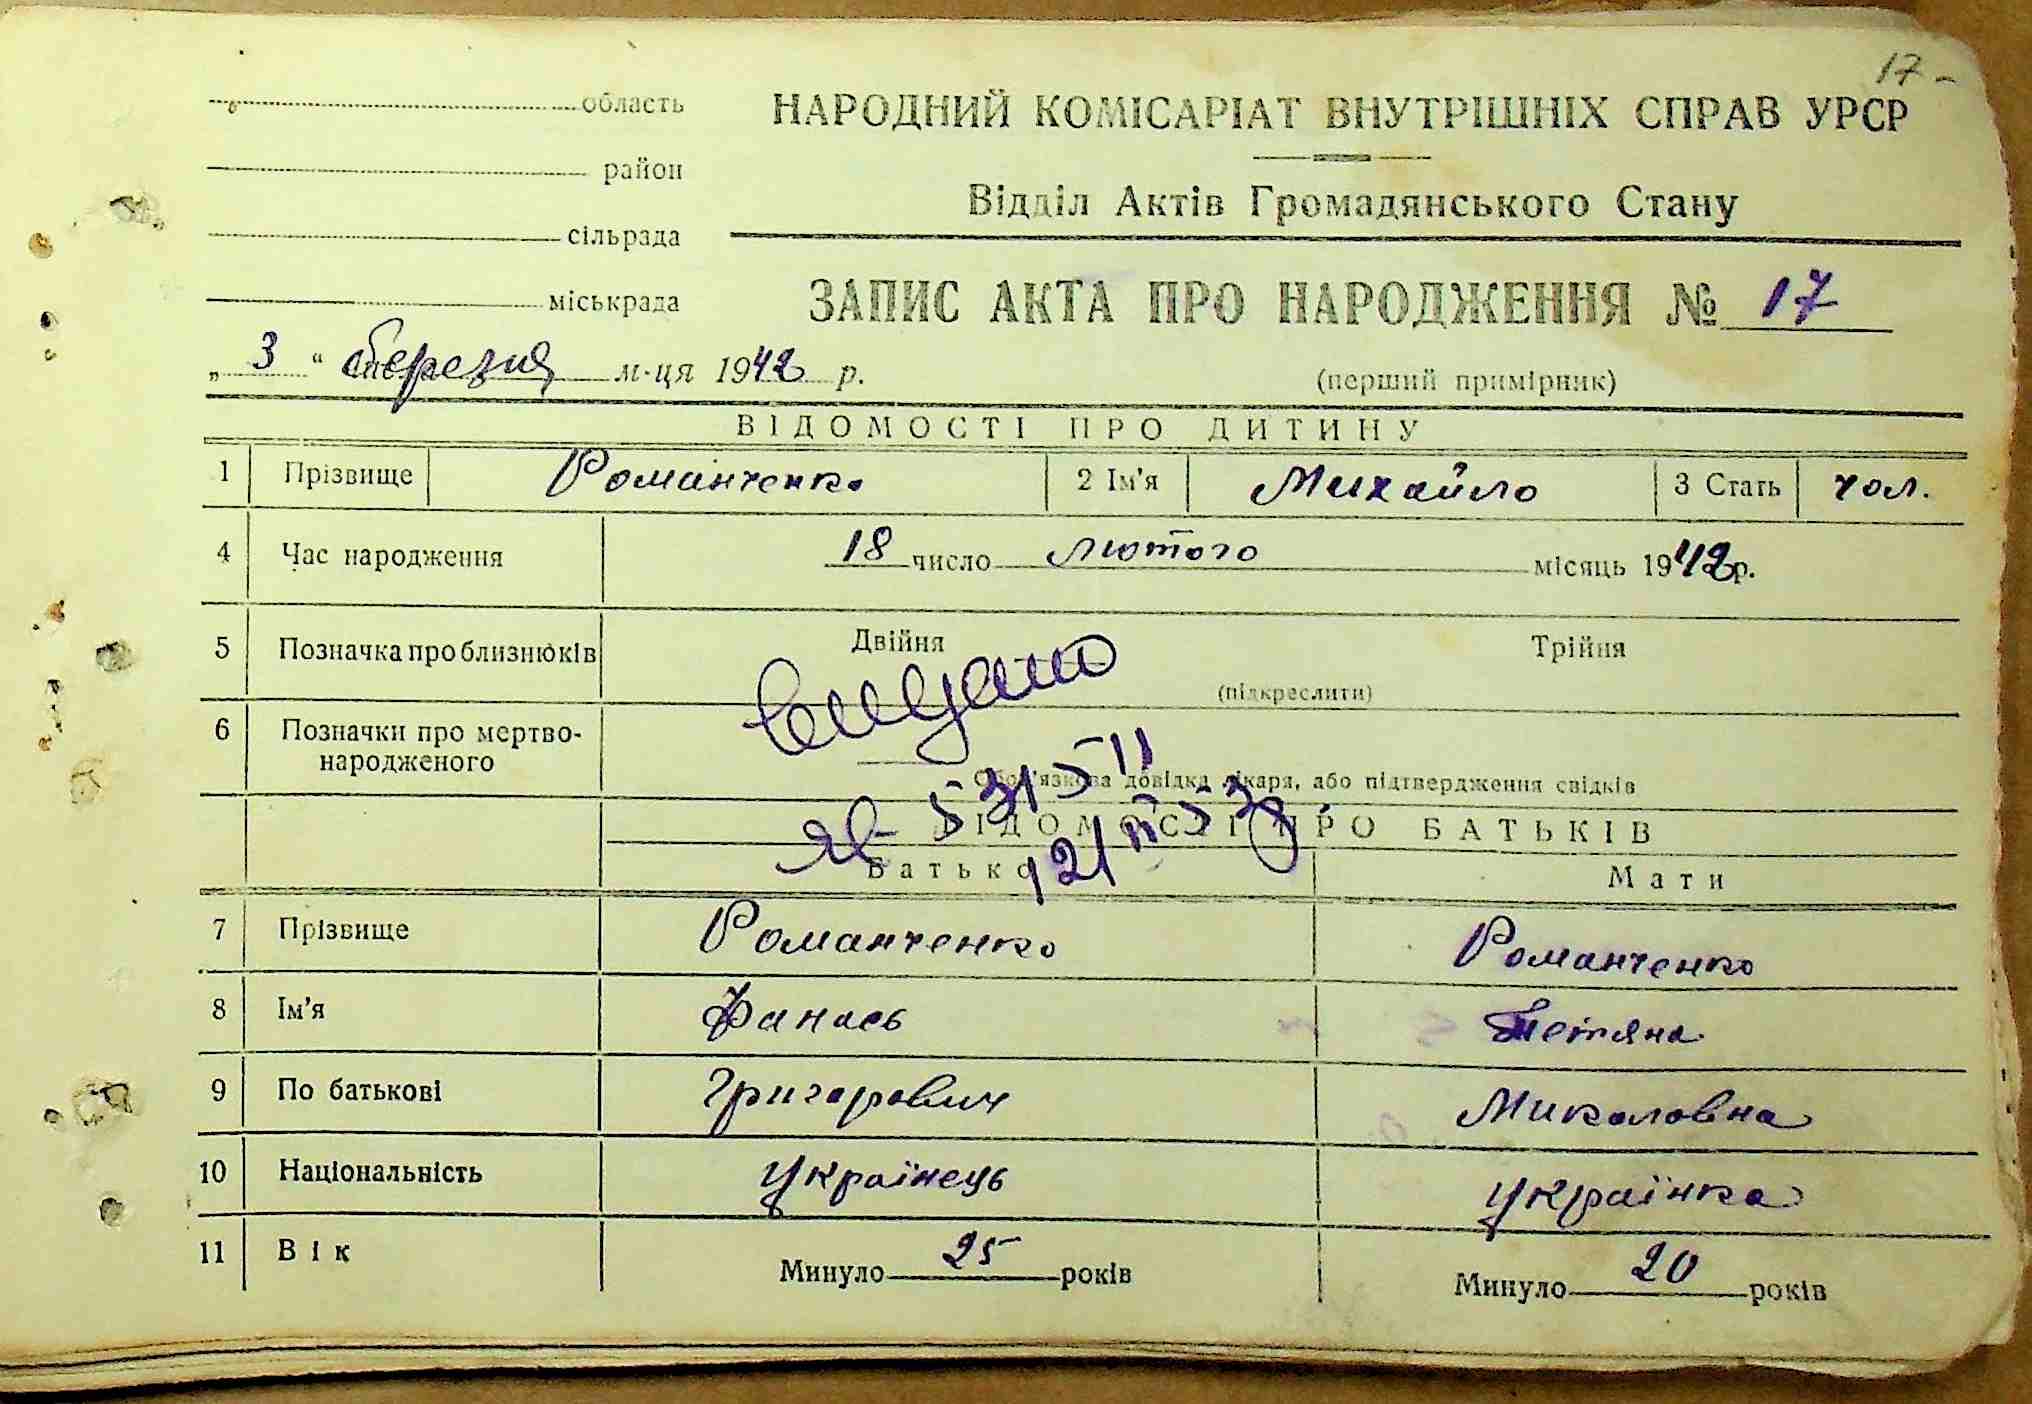 17-
область
НАРОДНИЙ КОМІСАРІАТ ВНУТРІШНІХ СПРАВ УРСР
район
Відділ Актів Громадянського Стану
сільрада
міськрада
ЗАПИС АКТА ПРО НАРОДЖЕННЯ № 17
„ 3 “ березня м-ця 1942 р.
(перший примірник)
ВІДОМОСТІ ПРО ДИТИНУ
1 Прізвище Романченко 2 Ім'я Михайло 3 Стать чол.
4 Час народження 18 число лютого місяць 1942 р.
5 Позначка про близнюків Двійня Трійня
(підкреслити)
6 Позначки про мертво-
народженого
Обов'язкова довідка лікаря, або підтвердження свідків
ВІДОМОСТІ ПРО БАТЬКІВ
Батько Мати
7 Прізвище Романченко Романченко
8 Ім'я Фанась Тетяна
9 По батькові Григорович Миколовна
10 Національність Українець Українка
11 Вік Минуло 25 років Минуло 20 років